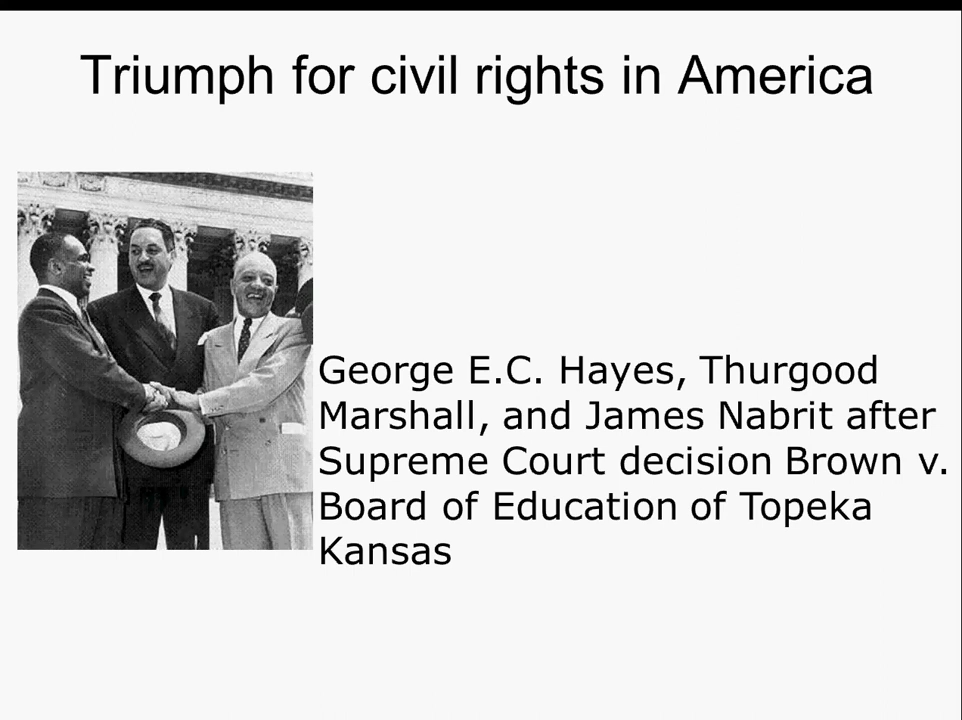 Triumph for civil rights in America
George E.C. Hayes, Thurgood
Marshall, and James Nabrit after
Supreme Court decision Brown v.
Board of Education of Topeka
Kansas